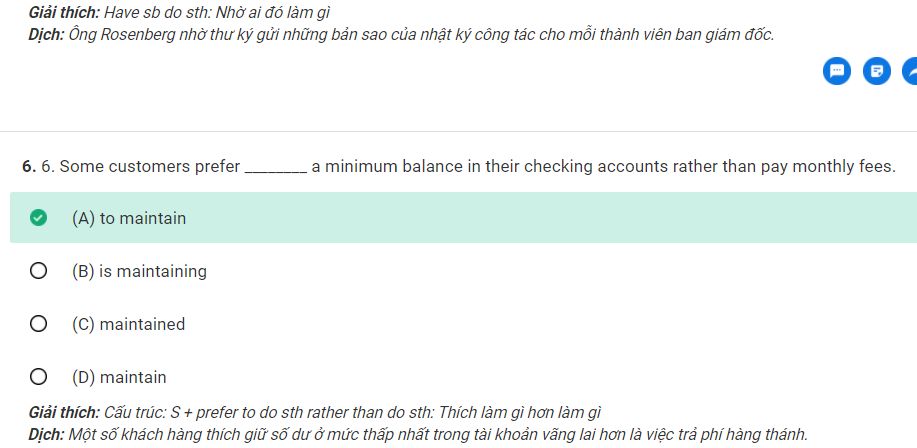 Giải thích: Have sb do sth: Nhờ ai đó làm gì
Dịch: Ông Rosenberg nhờ thư ký gửi những bản sao của nhật ký công tác cho mỗi thành viên ban giám đốc.
6. 6. Some customers prefer ________ a minimum balance in their checking accounts rather than pay monthly fees.
(A) to maintain
(B) is maintaining
(C) maintained
(D) maintain
Giải thích: Cấu trúc: S + prefer to do sth rather than do sth: Thích làm gì hơn làm gì
Dịch: Một số khách hàng thích giữ số dư ở mức thấp nhất trong tài khoản vãng lai hơn là việc trả phí hàng thánh.